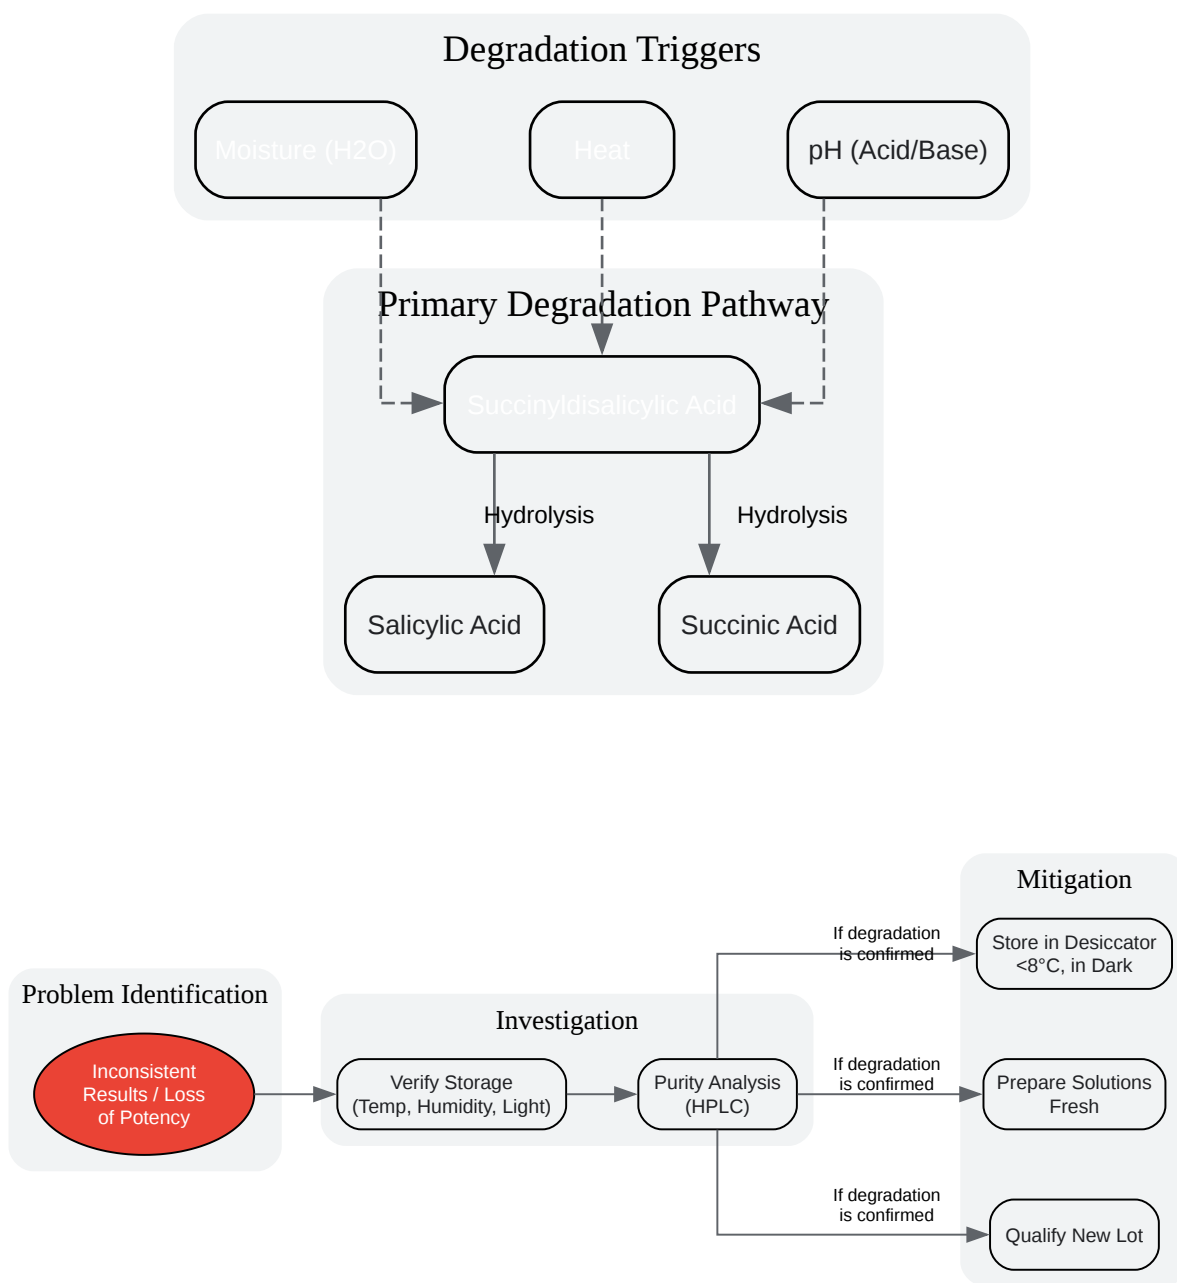 Degradation Triggers
Moisture (H2O)
Heat
pH (Acid/Base)
Primary Degradation Pathway
Succinyldisalicylic Acid
Hydrolysis
Hydrolysis
Salicylic Acid
Succinic Acid
Problem Identification
Inconsistent
Results / Loss
of Potency
Investigation
Verify Storage
(Temp, Humidity, Light)
Purity Analysis
(HPLC)
If degradation
is confirmed
If degradation
is confirmed
If degradation
is confirmed
Mitigation
Store in Desiccator
<8°C, in Dark
Prepare Solutions
Fresh
Qualify New Lot